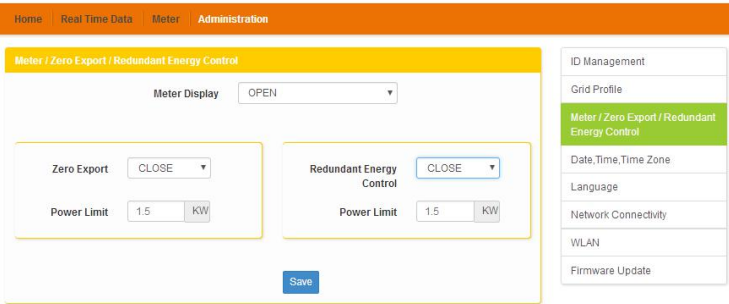 Home Real Time Data Meter Administration
Meter / Zero Export / Redundant Energy Control
Meter Display OPEN
Zero Export CLOSE
Power Limit 1.5 KW
Redundant Energy
Control
CLOSE
Power Limit 1.5 KW
Save
ID Management
Grid Profile
Meter / Zero Export / Redundant
Energy Control
Date,Time,Time Zone
Language
Network Connectivity
WLAN
Firmware Update